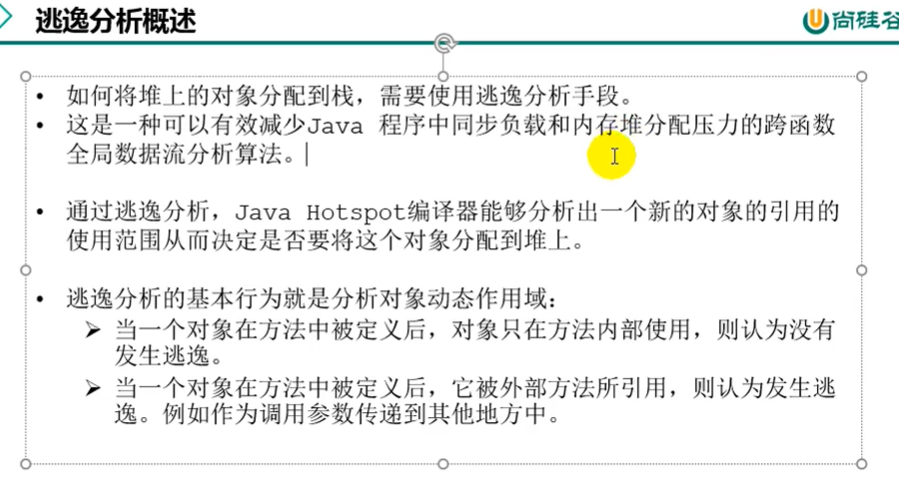 逃逸分析概述
尚硅谷
• 如何将堆上的对象分配到栈，需要使用逃逸分析手段。
• 这是一种可以有效减少Java 程序中同步负载和内存堆分配压力的跨函数
全局数据流分析算法。
• 通过逃逸分析，Java Hotspot编译器能够分析出一个新的对象的引用的
使用范围从而决定是否要将这个对象分配到堆上。
• 逃逸分析的基本行为就是分析对象动态作用域：
➢ 当一个对象在方法中被定义后，对象只在方法内部使用，则认为没有
发生逃逸。
➢ 当一个对象在方法中被定义后，它被外部方法所引用，则认为发生逃
逸。例如作为调用参数传递到其他地方中。